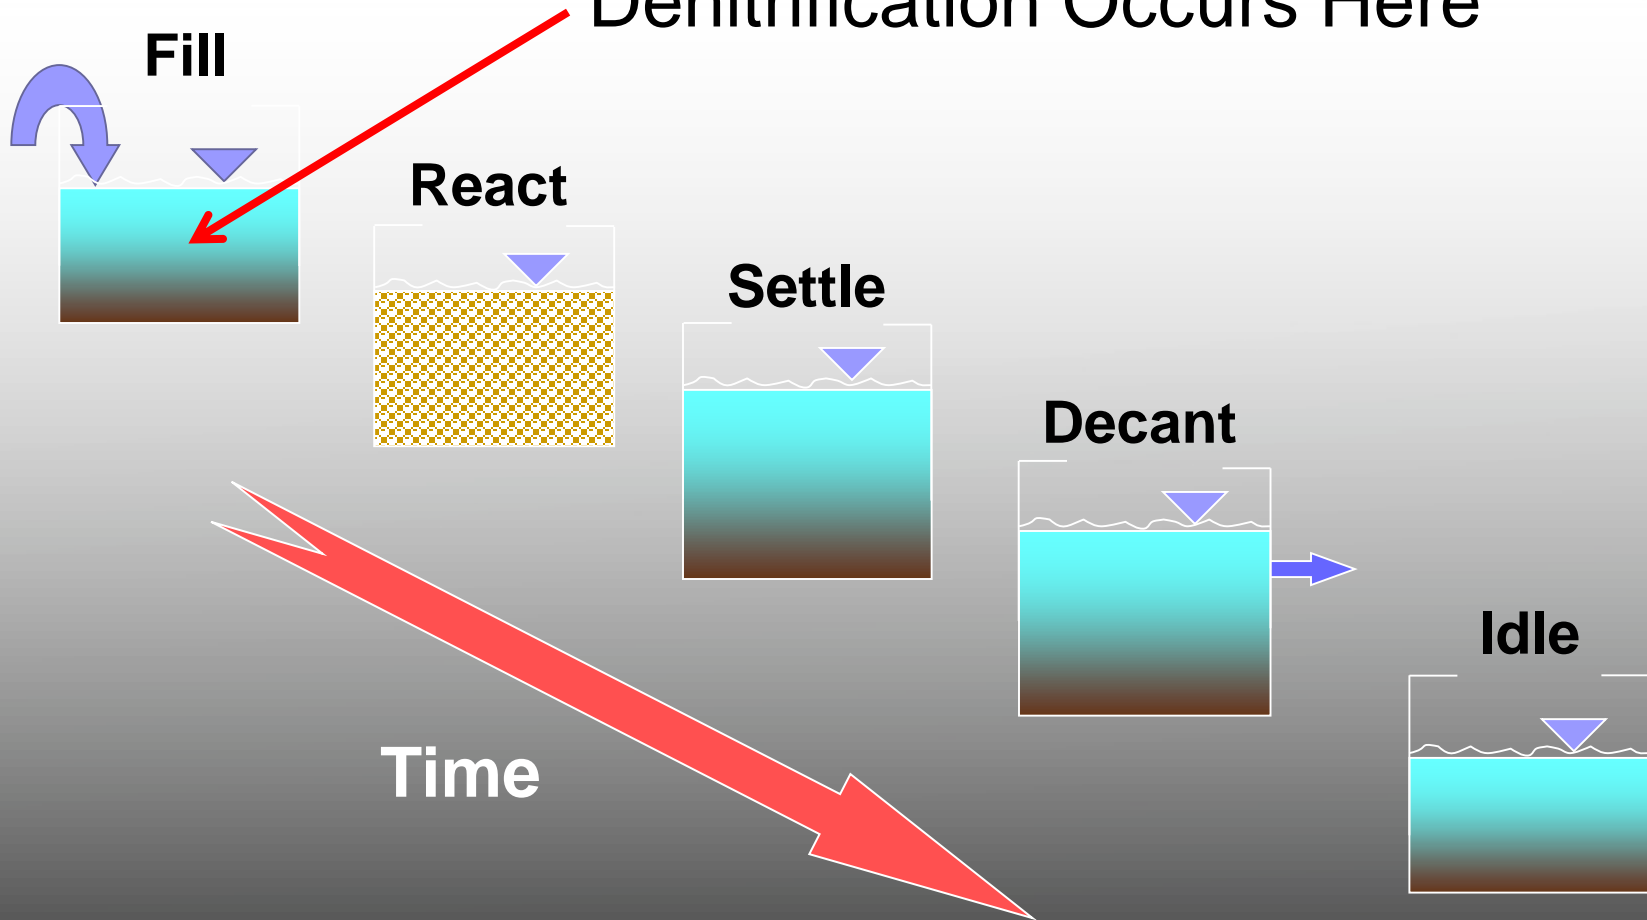 Denitrification Occurs Here
Fill
React
Settle
Decant
Idle
Time